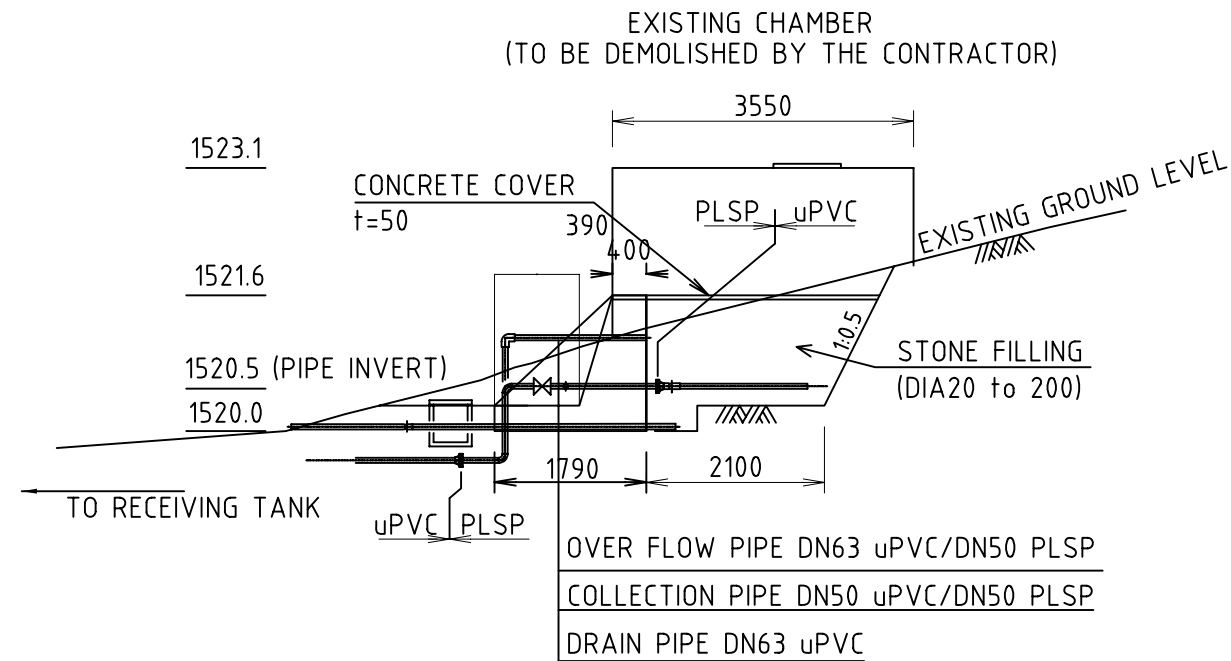 EXISTING CHAMBER
(TO BE DEMOLISHED BY THE CONTRACTOR)
3550
1523.1
EXISTING GROUND LEVEL
CONCRETE COVER
t=50
390
PLSP uPVC
400
1521.6
1:0.5
STONE FILLING
(DIA20 to 200)
1520.5 (PIPE INVERT)
1520.0
1790
2100
TO RECEIVING TANK
uPVC PLSP
OVER FLOW PIPE DN63 uPVC/DN50 PLSP
COLLECTION PIPE DN50 uPVC/DN50 PLSP
DRAIN PIPE DN63 uPVC